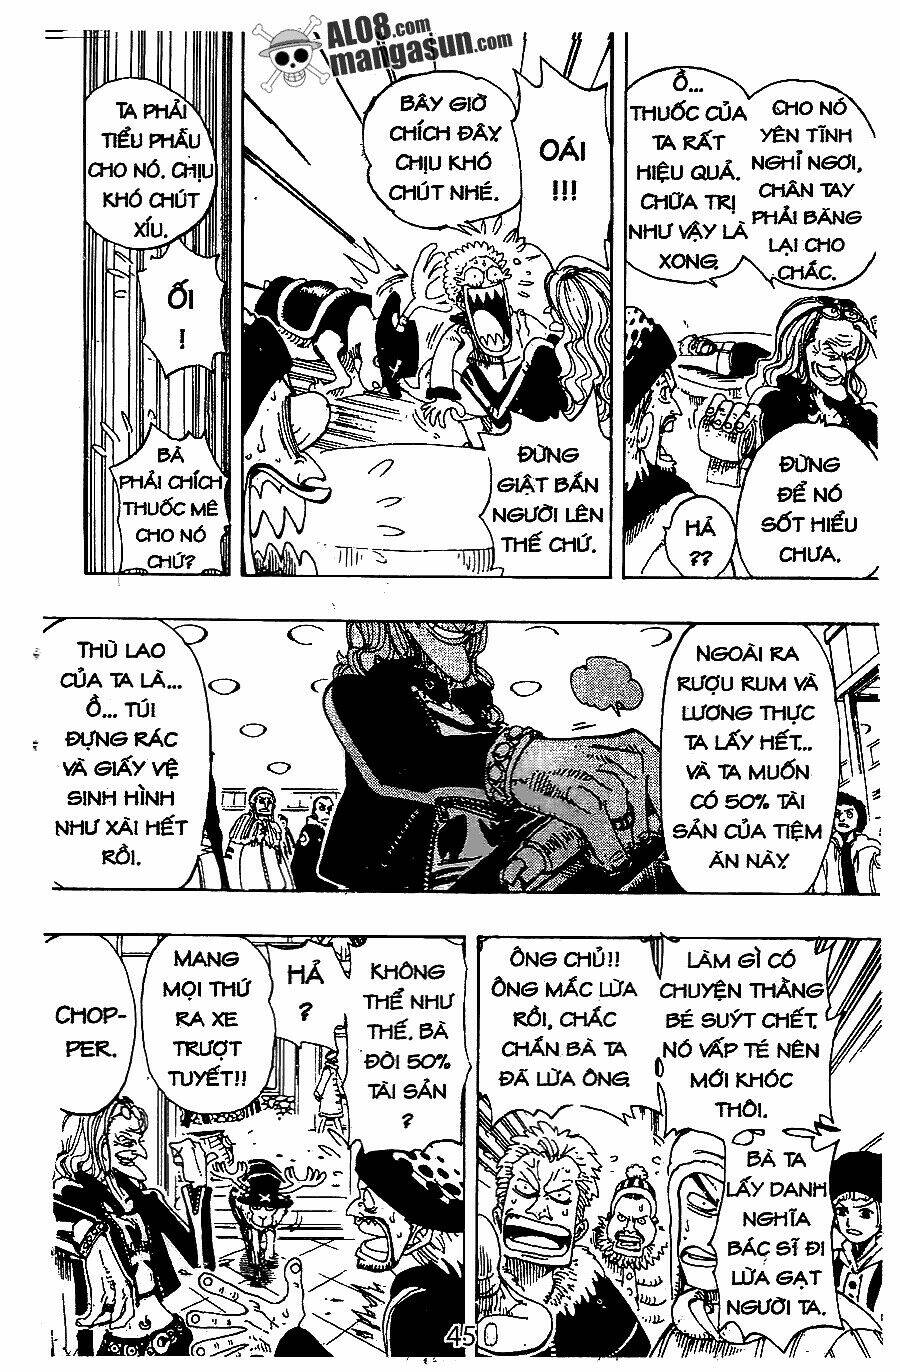 AL08.com
mangasun.com
TA PHẢI
TIỂU PHẪU
CHO NÓ. CHỊU
KHÓ CHÚT
XÍU.
ỐI
!
BÀ
PHẢI CHÍCH
THUỐC MÊ
CHO NÓ
CHỨ?
BÂY GIỜ
CHÍCH ĐÂY.
CHỊU KHÓ
CHÚT NHÉ.
OÁI
!!!
ĐỪNG
GIẬT BẮN
NGƯỜI LÊN
THẾ CHỨ.
Ồ...
THUỐC CỦA
TA RẤT
HIỆU QUẢ.
CHỮA TRỊ
NHƯ VẬY LÀ
XONG.
CHO NÓ
YÊN TĨNH
NGHỈ NGƠI,
CHÂN TAY
PHẢI BĂNG
LẠI CHO
CHẮC.
HẢ
??
ĐỪNG
ĐỂ NÓ
SỐT HIỂU
CHƯA.
THÙ LAO
CỦA TA LÀ...
Ồ... TÚI
ĐỰNG RÁC
VÀ GIẤY VỆ
SINH HÌNH
NHƯ XÀI HẾT
RỒI.
NGOÀI RA
RƯỢU RUM VÀ
LƯƠNG THỰC
TA LẤY HẾT...
VÀ TA MUỐN
CÓ 50% TÀI
SẢN CỦA TIỆM
ĂN NÀY.
CHOP-
PER.
MANG
MỌI THỨ
RA XE
TRƯỢT
TUYẾT!!
HẢ
?
KHÔNG
THỂ NHƯ
THẾ. BÀ
ĐÒI 50%
TÀI SẢN
?
ÔNG CHỦ!!
ÔNG MẮC LỪA
RỒI, CHẮC
CHẮN BÀ TA
ĐÃ LỪA ÔNG.
LÀM GÌ CÓ
CHUYỆN THẰNG
BÉ SUÝT CHẾT.
NÓ VẤP TÉ NÊN
MỚI KHÓC
THÔI.
BÀ TA
LẤY DANH
NGHĨA
BÁC SĨ ĐI
LỪA GẠT
NGƯỜI TA.
45